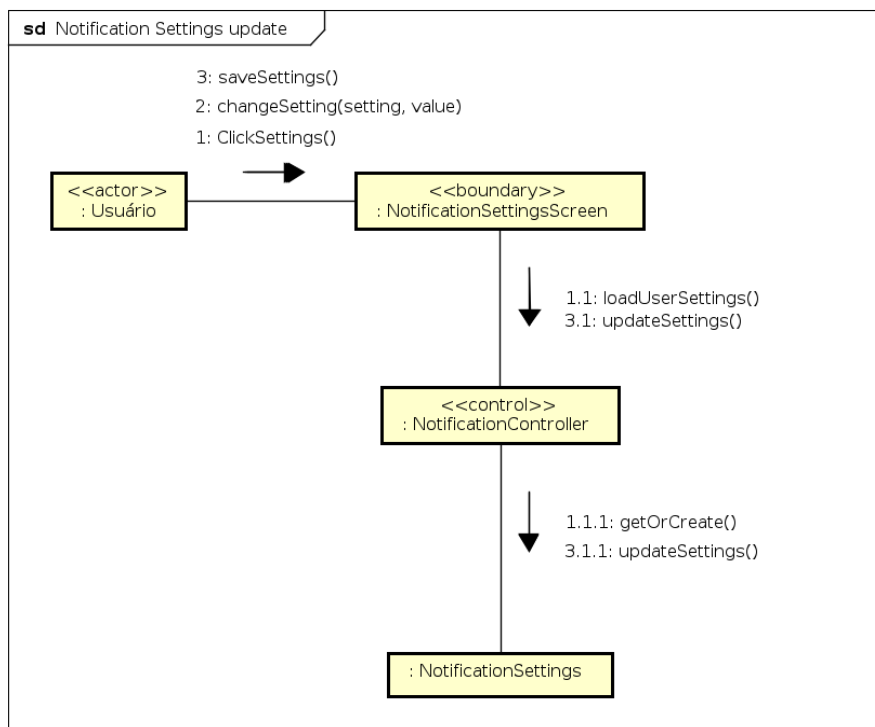 sd Notification Settings update
3: saveSettings()
2: changeSetting(setting, value)
1: ClickSettings()
<<actor>>
: Usuário
<<boundary>>
: NotificationSettingsScreen
1.1: loadUserSettings()
3.1: updateSettings()
<<control>>
: NotificationController
1.1.1: getOrCreate()
3.1.1: updateSettings()
: NotificationSettings